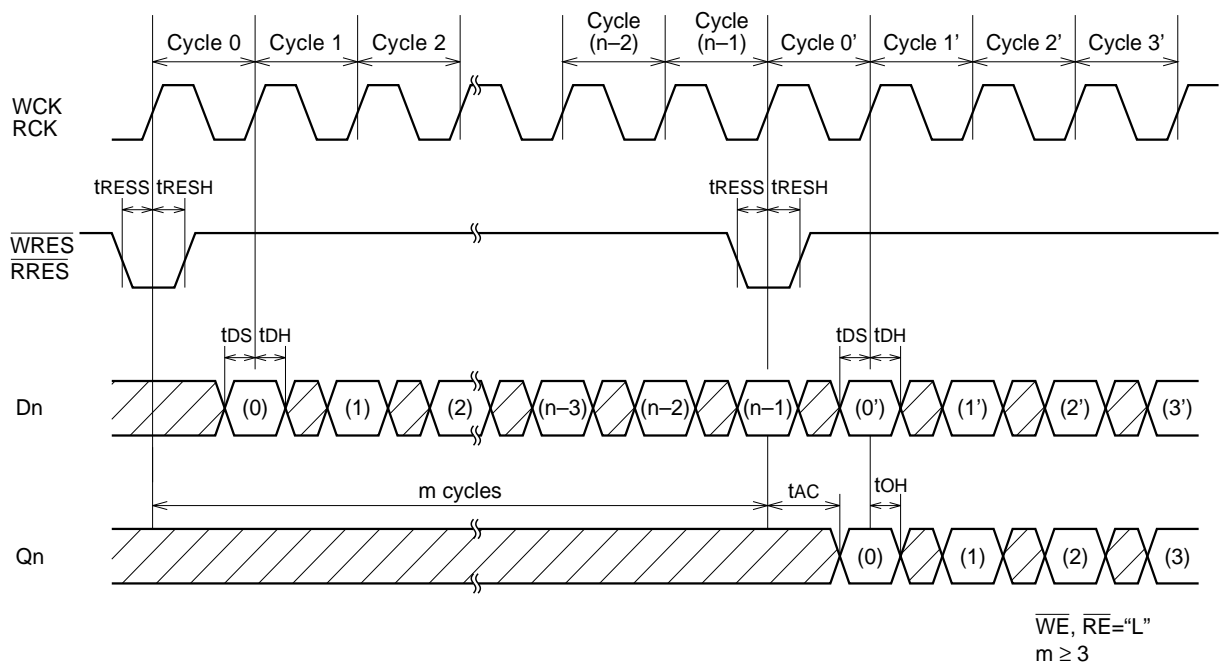 Cycle 0 Cycle 1 Cycle 2 Cycle (n–2) Cycle (n–1) Cycle 0' Cycle 1' Cycle 2' Cycle 3'
WCK
RCK
tRESS tRESH tRESS tRESH
WRES
RRES
tDS tDH tDS tDH
Dn (0) (1) (2) (n–3) (n–2) (n–1) (0') (1') (2') (3')
m cycles tAC tOH
Qn (0) (1) (2) (3)
WE, RE="L"
m ≥ 3